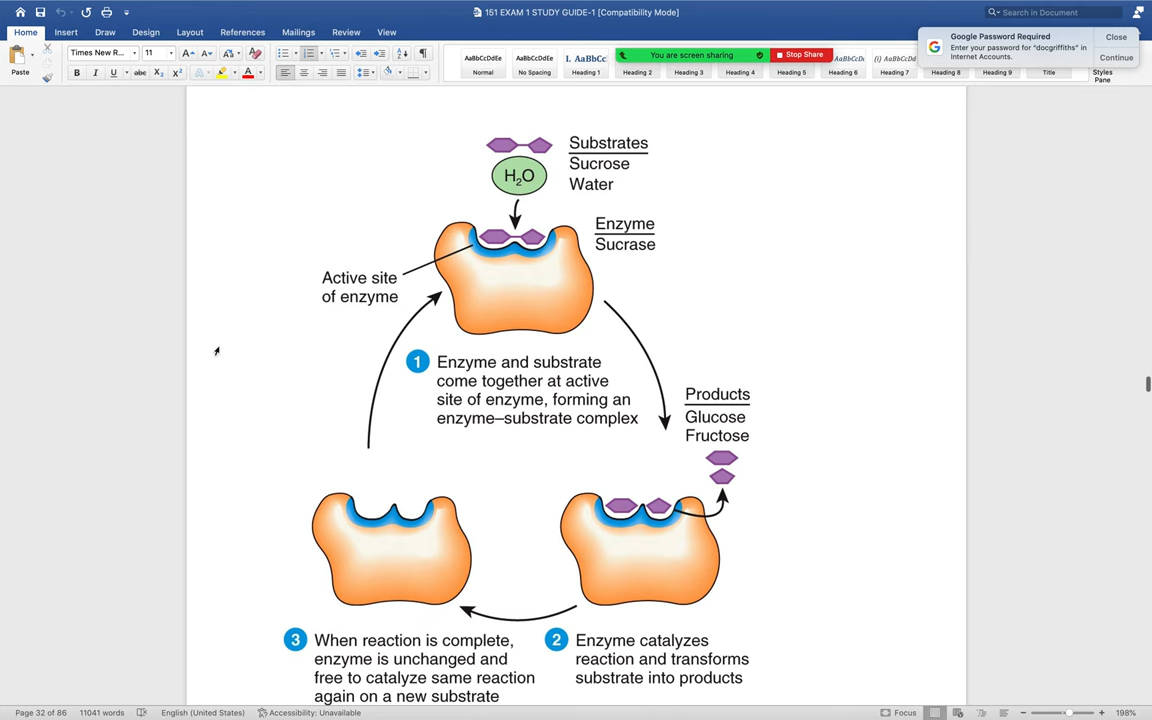 151 EXAM 1 STUDY GUIDE-1 [Compatibility Mode]
Search in Document
Home Insert Draw Design Layout References Mailings Review View
Google Password Required
Enter your password for “docgriffiths” in
Internet Accounts.
Close
Continue
Paste
Times New R... 11
You are screen sharing Stop Share
AaBbCcDdEe AaBbCcDdEe I. AaBbCc
Normal No Spacing Heading 1 Heading 2 Heading 3 Heading 4 Heading 5 Heading 6 Heading 7 Heading 8 Heading 9 Title
Styles
Pane
Substrates
Sucrose
Water
H₂O
Enzyme
Sucrase
Active site
of enzyme
1 Enzyme and substrate
come together at active
site of enzyme, forming an
enzyme–substrate complex
Products
Glucose
Fructose
2 Enzyme catalyzes
reaction and transforms
substrate into products
3 When reaction is complete,
enzyme is unchanged and
free to catalyze same reaction
again on a new substrate
Page 32 of 86 11041 words English (United States) Accessibility: Unavailable Focus 198%